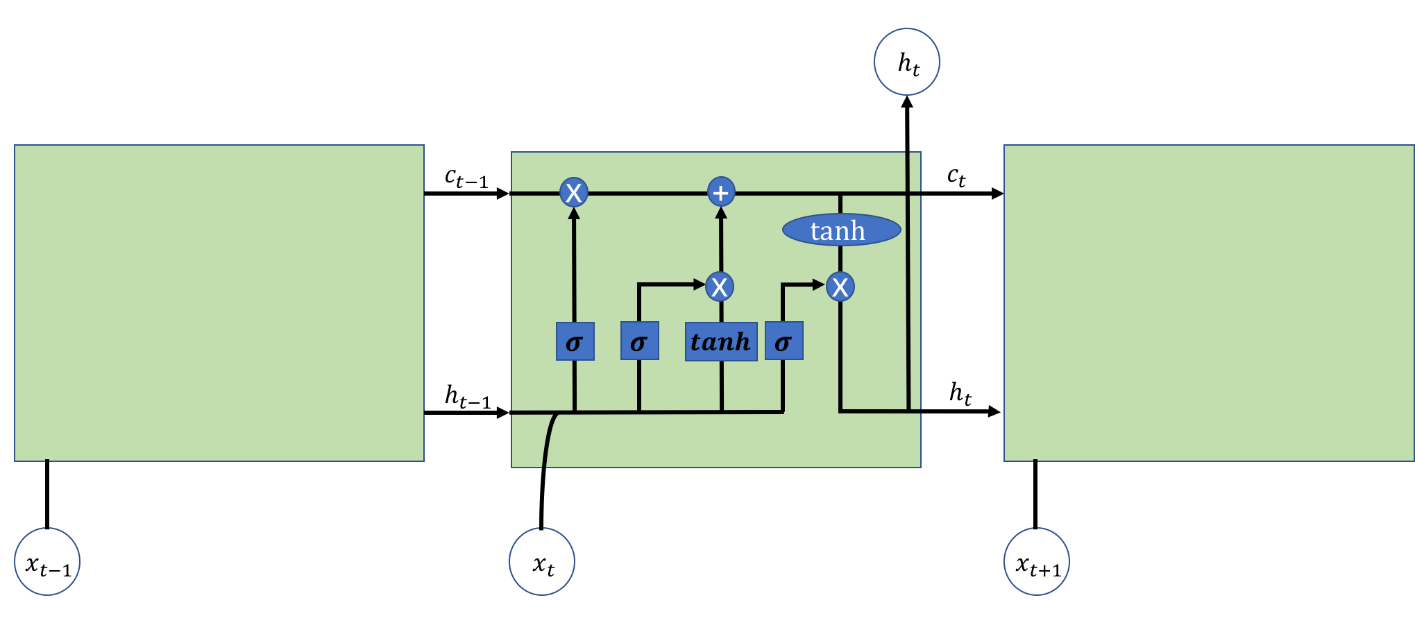 h_t
c_{t-1}
X
+
c_t
tanh
X
X
σ
σ
tanh
σ
h_{t-1}
h_t
x_{t-1}
x_t
x_{t+1}